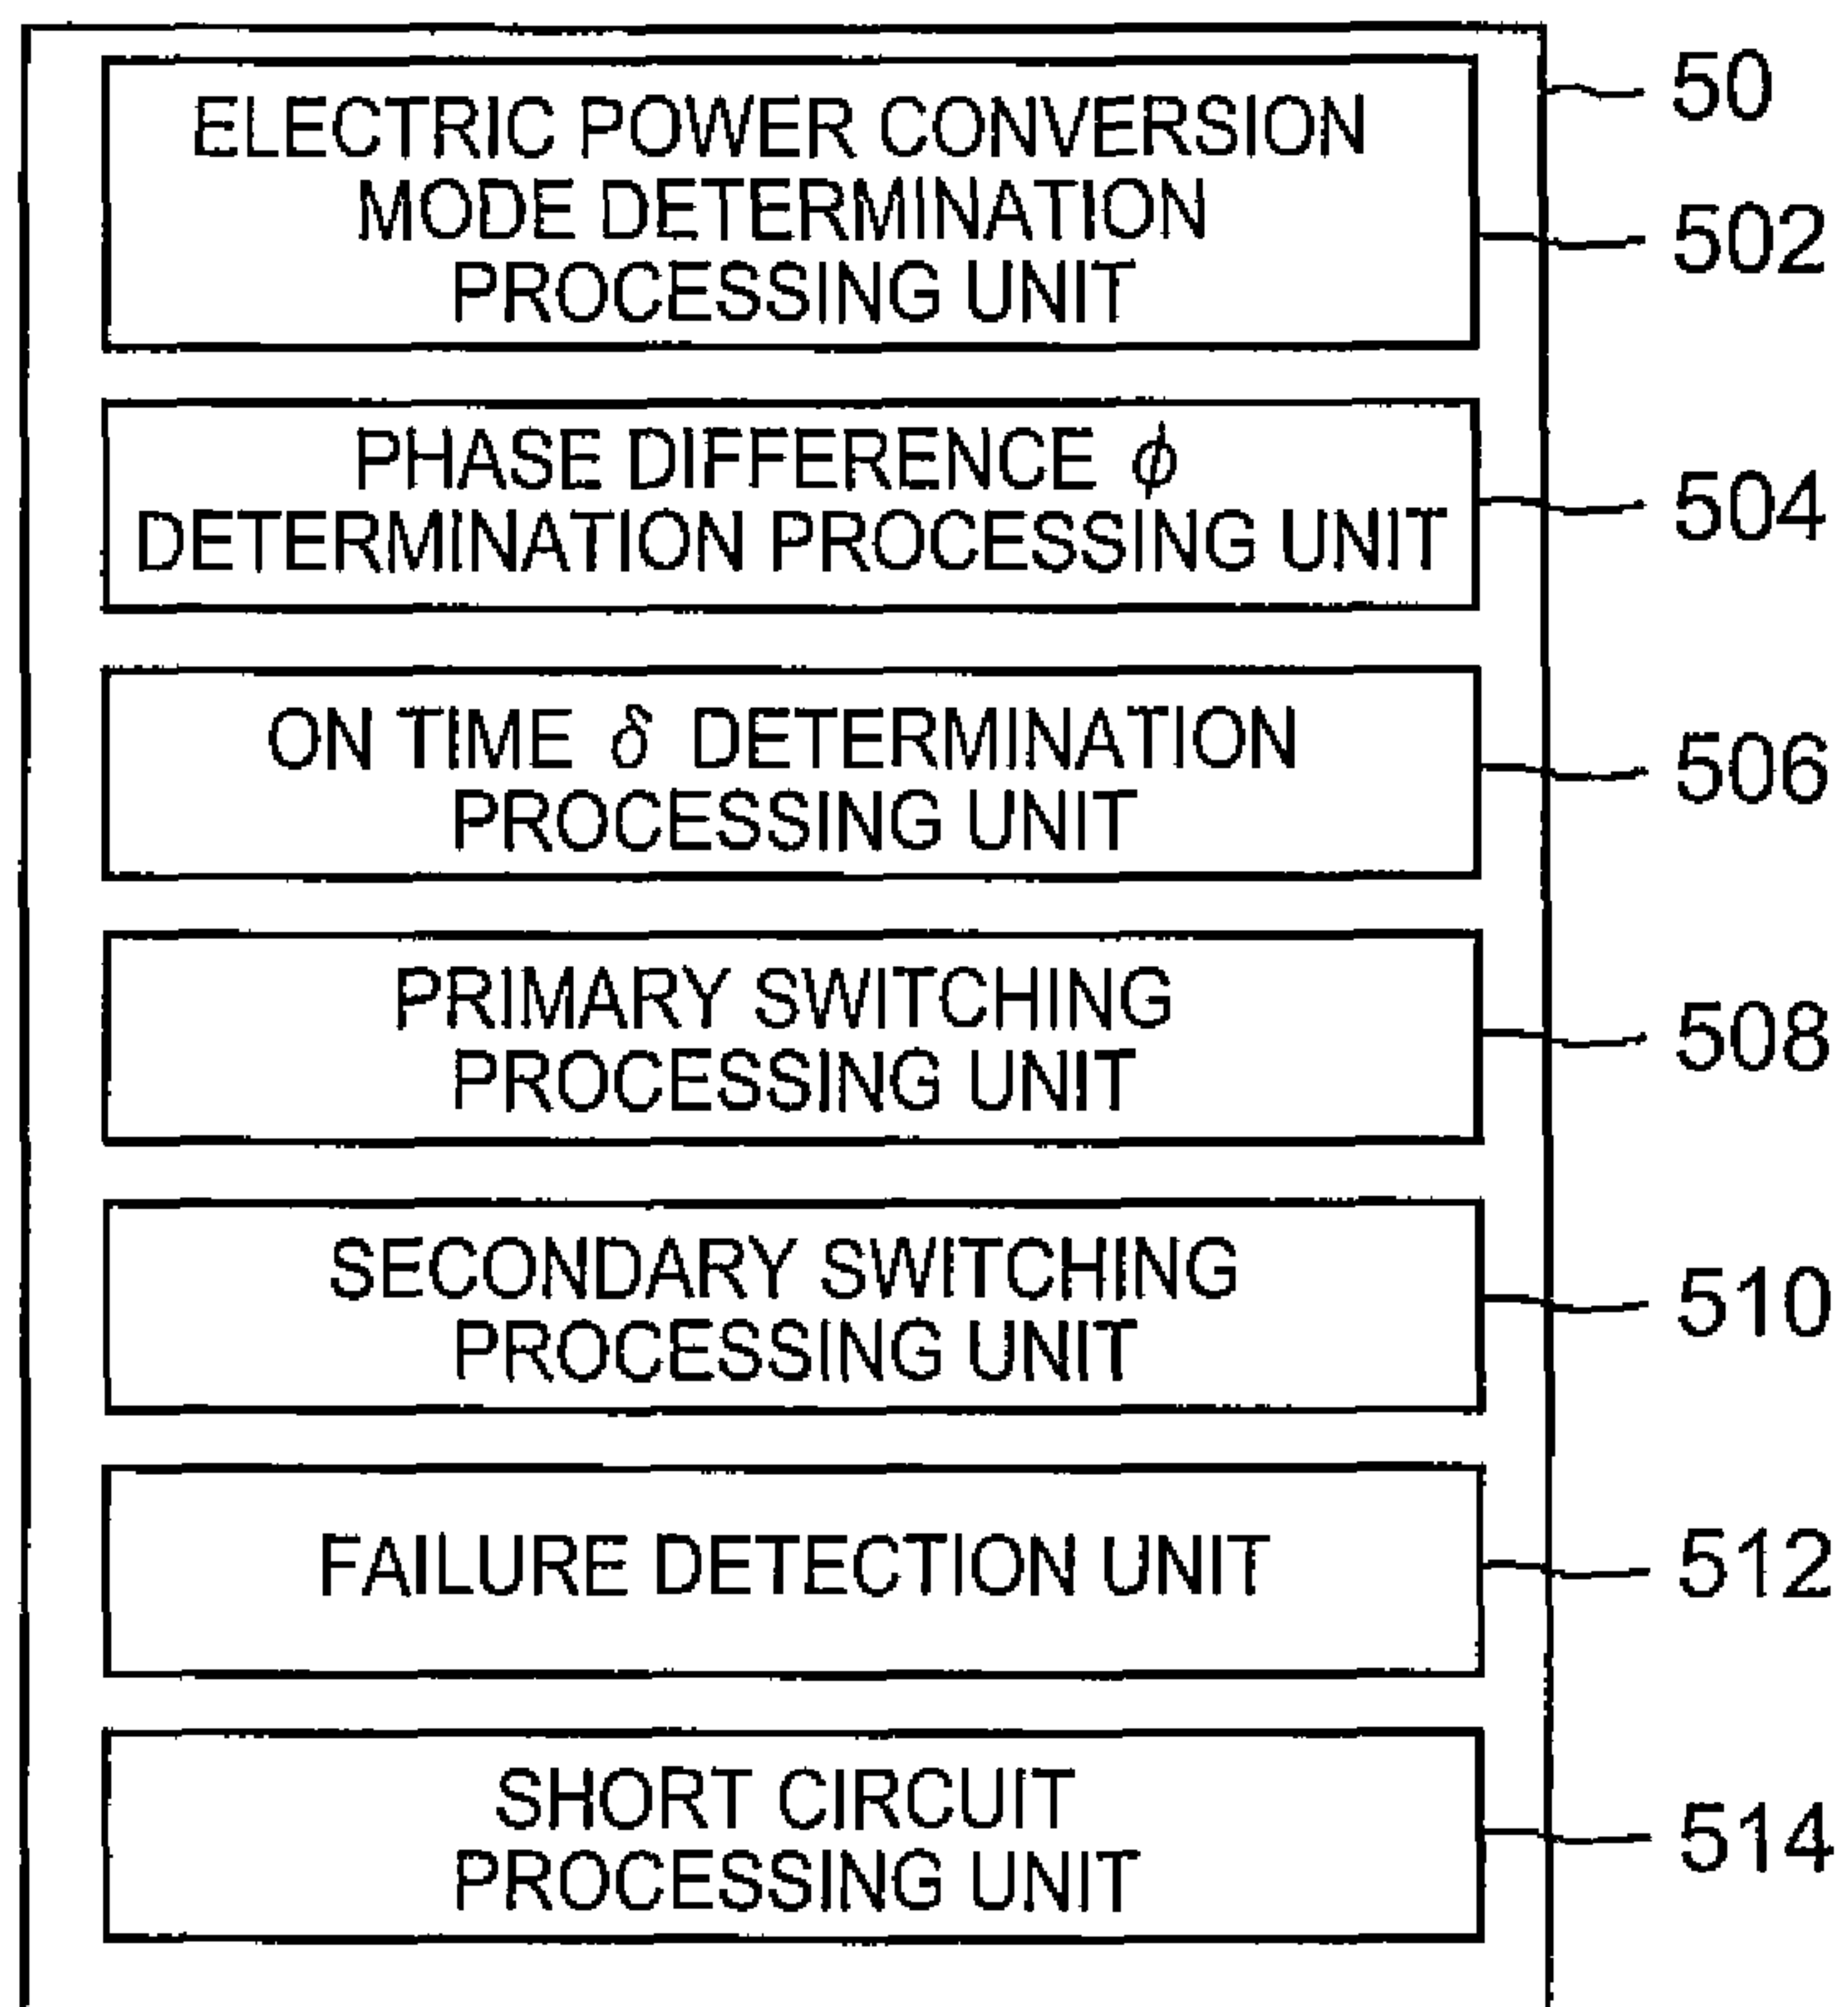 50
ELECTRIC POWER CONVERSION
MODE DETERMINATION
PROCESSING UNIT
502
PHASE DIFFERENCE ϕ
DETERMINATION PROCESSING UNIT
504
ON TIME δ DETERMINATION
PROCESSING UNIT
506
PRIMARY SWITCHING
PROCESSING UNIT
508
SECONDARY SWITCHING
PROCESSING UNIT
510
FAILURE DETECTION UNIT
512
SHORT CIRCUIT
PROCESSING UNIT
514